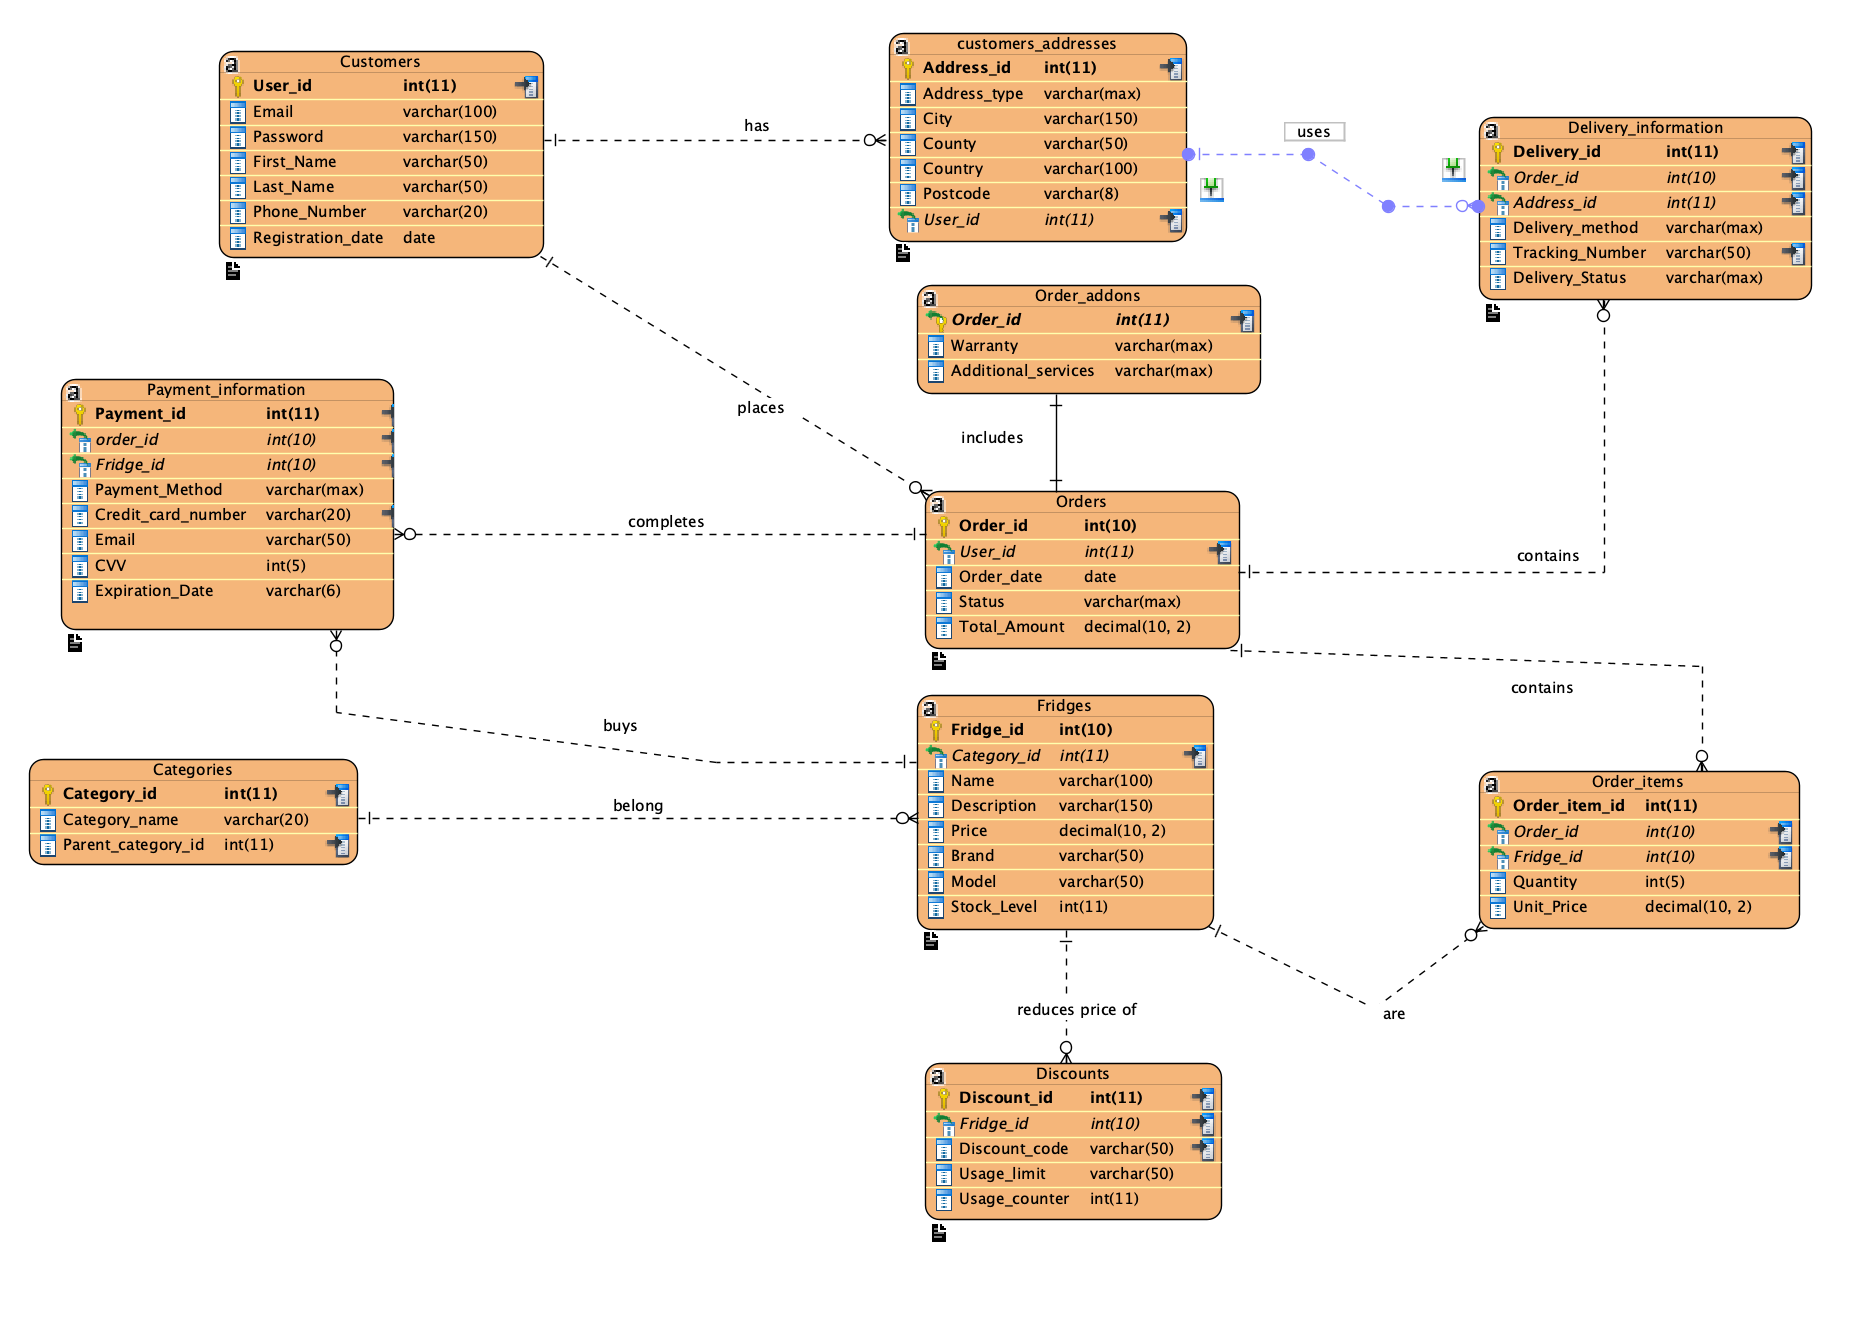 Customers
User_id int(11)
Email varchar(100)
Password varchar(150)
First_Name varchar(50)
Last_Name varchar(50)
Phone_Number varchar(20)
Registration_date date
has
customers_addresses
Address_id int(11)
Address_type varchar(max)
City varchar(150)
County varchar(50)
Country varchar(100)
Postcode varchar(8)
User_id int(11)
uses
Delivery_information
Delivery_id int(11)
Order_id int(10)
Address_id int(11)
Delivery_method varchar(max)
Tracking_Number varchar(50)
Delivery_Status varchar(max)
Order_addons
Order_id int(11)
Warranty varchar(max)
Additional_services varchar(max)
places
includes
Payment_information
Payment_id int(11)
order_id int(10)
Fridge_id int(10)
Payment_Method varchar(max)
Credit_card_number varchar(20)
Email varchar(50)
CVV int(5)
Expiration_Date varchar(6)
completes
Orders
Order_id int(10)
User_id int(11)
Order_date date
Status varchar(max)
Total_Amount decimal(10, 2)
contains
contains
buys
Categories
Category_id int(11)
Category_name varchar(20)
Parent_category_id int(11)
belong
Fridges
Fridge_id int(10)
Category_id int(11)
Name varchar(100)
Description varchar(150)
Price decimal(10, 2)
Brand varchar(50)
Model varchar(50)
Stock_Level int(11)
Order_items
Order_item_id int(11)
Order_id int(10)
Fridge_id int(10)
Quantity int(5)
Unit_Price decimal(10, 2)
reduces price of
are
Discounts
Discount_id int(11)
Fridge_id int(10)
Discount_code varchar(50)
Usage_limit varchar(50)
Usage_counter int(11)